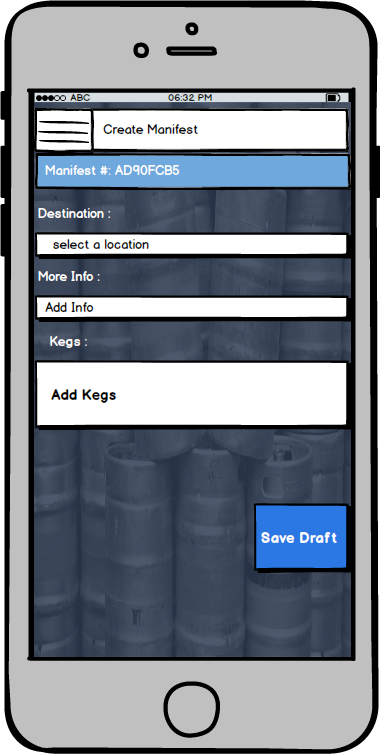 ABC 06:32 PM
Create Manifest
Manifest #: AD90FCB5
Destination :
select a location
More Info :
Add Info
Kegs :
Add Kegs
Save Draft